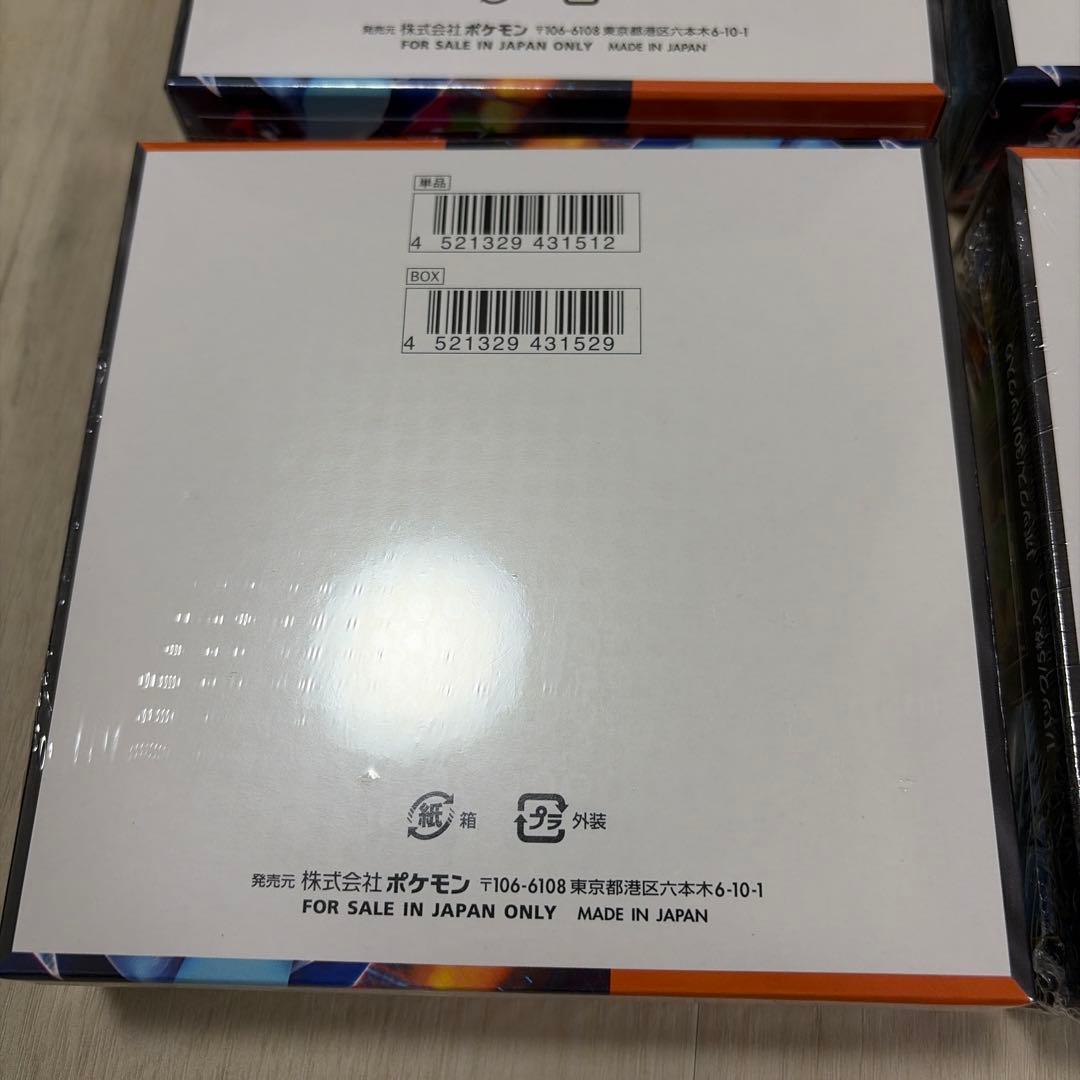 発売元 株式会社 ポケモン 〒106-6108 東京都港区六本木6-10-1
FOR SALE IN JAPAN ONLY MADE IN JAPAN
単品
4 521329 431512
BOX
4 521329 431529
紙 箱 プラ 外装
発売元 株式会社 ポケモン 〒106-6108 東京都港区六本木6-10-1
FOR SALE IN JAPAN ONLY MADE IN JAPAN